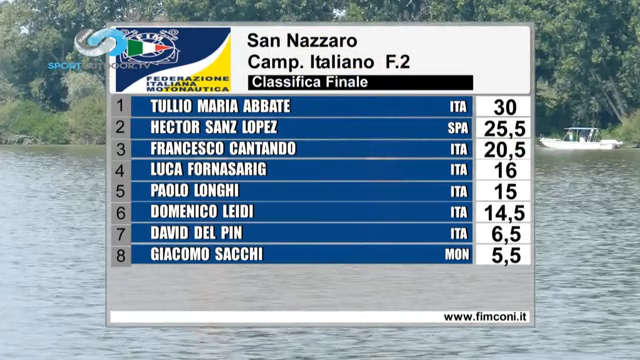 SPORTOUTDOOR.TV
FEDERAZIONE
ITALIANA
MOTONAUTICA
San Nazzaro
Camp. Italiano F.2
Classifica Finale
1 TULLIO MARIA ABBATE ITA 30
2 HECTOR SANZ LOPEZ SPA 25,5
3 FRANCESCO CANTANDO ITA 20,5
4 LUCA FORNASARIG ITA 16
5 PAOLO LONGHI ITA 15
6 DOMENICO LEIDI ITA 14,5
7 DAVID DEL PIN ITA 6,5
8 GIACOMO SACCHI MON 5,5
www.fimconi.it